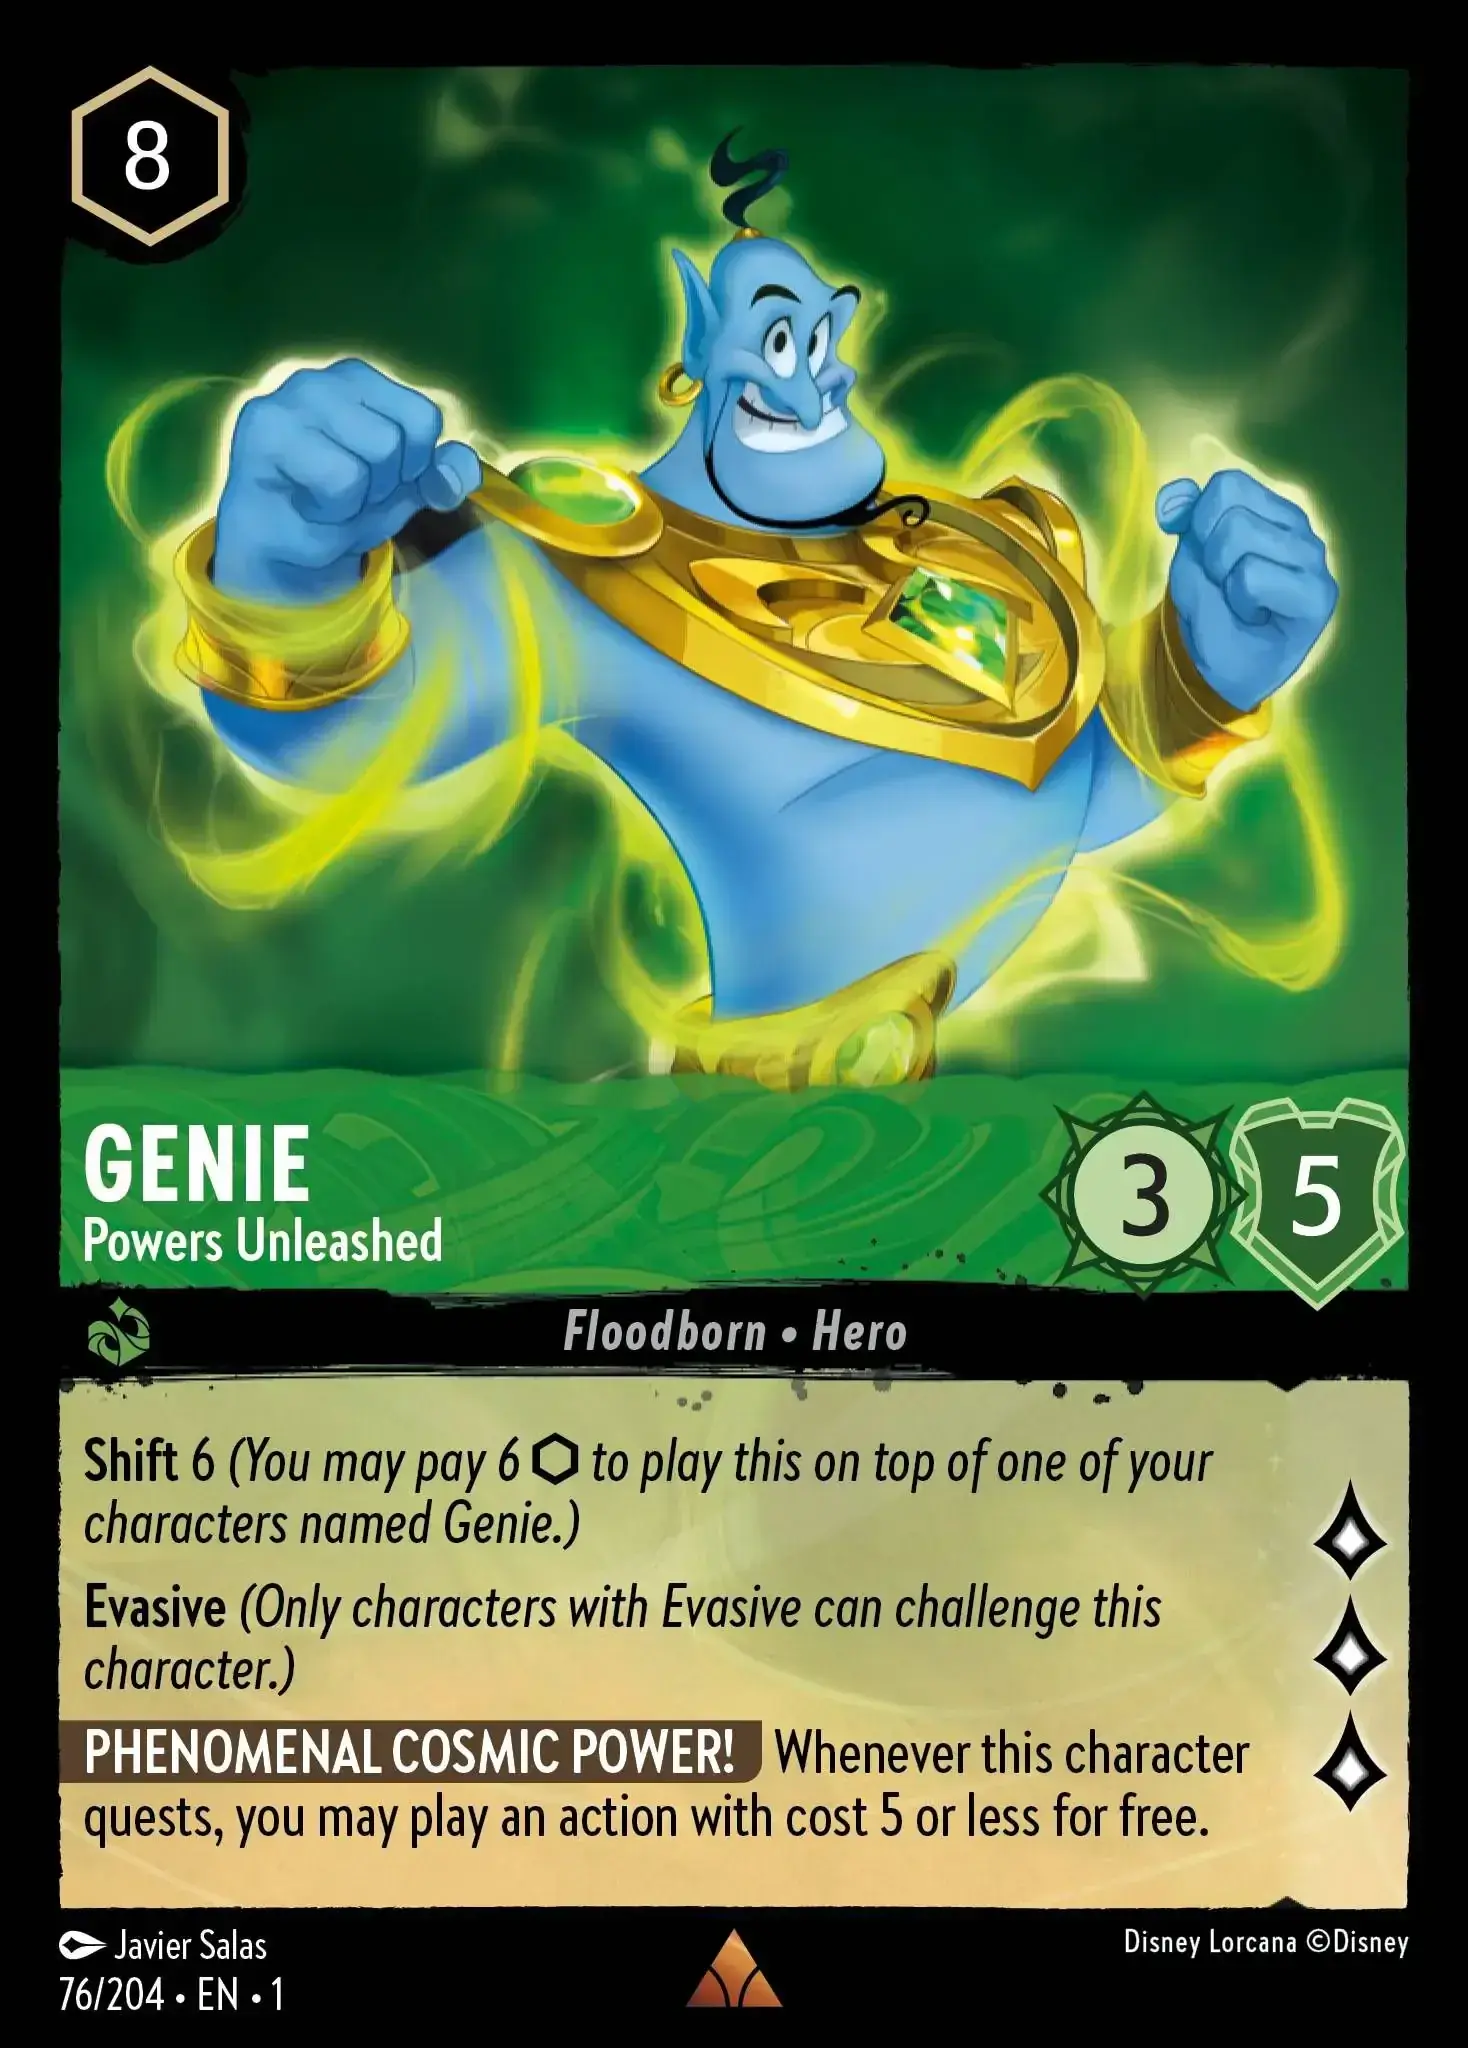 8
GENIE
Powers Unleashed
3
5
Floodborn • Hero
Shift 6 (You may pay 6 ⬡ to play this on top of one of your
characters named Genie.)
Evasive (Only characters with Evasive can challenge this
character.)
PHENOMENAL COSMIC POWER! Whenever this character
quests, you may play an action with cost 5 or less for free.
Javier Salas
76/204 • EN • 1
Disney Lorcana ©Disney